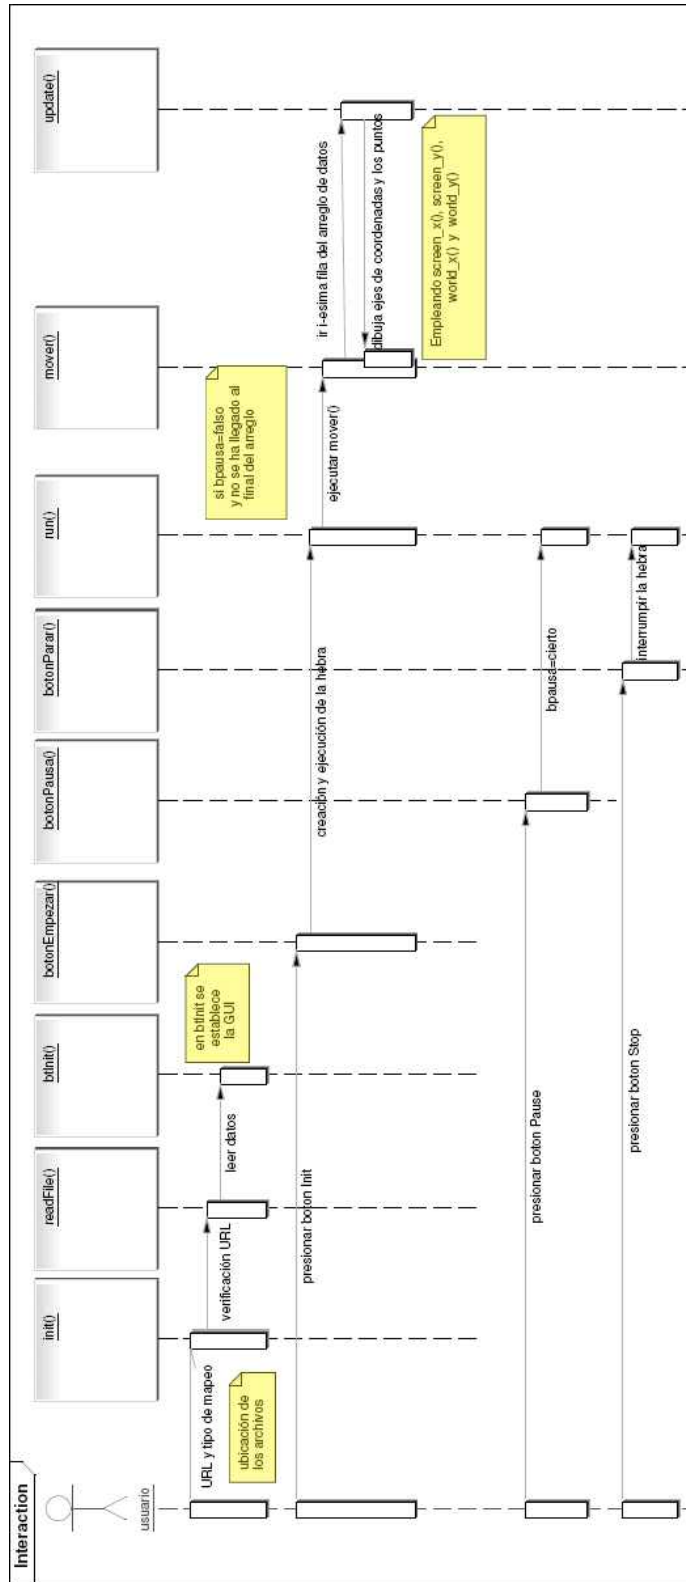 Interaction
usuario
init()
readFile()
btInit()
botonEmpezar()
botonPausa()
botonParar()
run()
mover()
update()
URL y tipo de mapeo
ubicación de
los archivos
verificación URL
leer datos
en btInit se
establece
la GUI
presionar boton Init
creación y ejecución de la hebra
si bpausa=falso
y no se ha llegado al
final del arreglo
ejecutar mover()
ir i-esima fila del arreglo de datos
dibuja ejes de coordenadas y los puntos
Empleando screen_x(), screen_y(),
world_x() y world_y()
presionar boton Pause
bpausa=cierto
presionar boton Stop
interrumpir la hebra